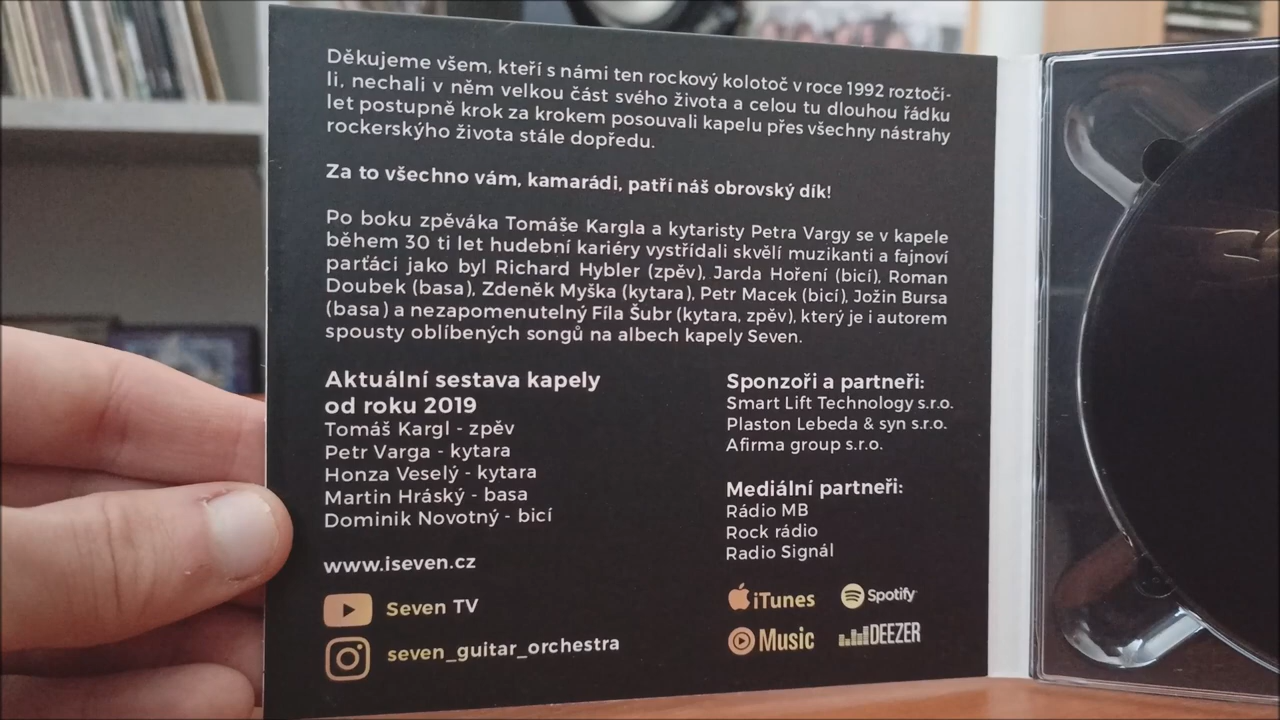 Děkujeme všem, kteří s námi ten rockový kolotoč v roce 1992 roztoči-
li, nechali v něm velkou část svého života a celou tu dlouhou řádku
let postupně krok za krokem posouvali kapelu přes všechny nástrahy
rockerskýho života stále dopředu.
Za to všechno vám, kamarádi, patří náš obrovský dík!
Po boku zpěváka Tomáše Kargla a kytaristy Petra Vargy se v kapele
během 30 ti let hudební kariéry vystřídali skvělí muzikanti a fajnoví
parťáci jako byl Richard Hybler (zpěv), Jarda Hoření (bicí), Roman
Doubek (basa), Zdeněk Myška (kytara), Petr Macek (bicí), Jožin Bursa
(basa) a nezapomenutelný Fíla Šubr (kytara, zpěv), který je i autorem
spousty oblíbených songů na albech kapely Seven.
Aktuální sestava kapely
od roku 2019
Tomáš Kargl - zpěv
Petr Varga - kytara
Honza Veselý - kytara
Martin Hráský - basa
Dominik Novotný - bicí
www.iseven.cz
Seven TV
seven_guitar_orchestra
Sponzoři a partneři:
Smart Lift Technology s.r.o.
Plaston Lebeda & syn s.r.o.
Afirma group s.r.o.
Mediální partneři:
Rádio MB
Rock rádio
Radio Signál
iTunes
Spotify
Music
DEEZER